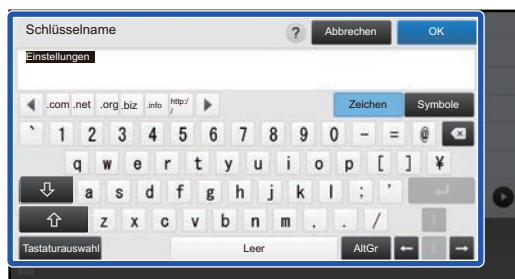 Schlüsselname ? Abbrechen OK
Einstellungen
.com .net .org .biz .info http:/ / Zeichen Symbole
` 1 2 3 4 5 6 7 8 9 0 - = @
q w e r t y u i o p [ ] ¥
a s d f g h j k l ; '
z x c v b n m , . /
Tastaturauswahl Leer AltGr